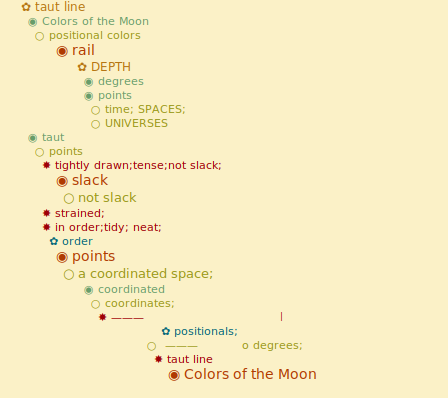 taut line
Colors of the Moon
positional colors
rail
DEPTH
degrees
points
time; SPACES;
UNIVERSES
taut
points
tightly drawn;tense;not slack;
slack
not slack
strained;
in order;tidy; neat;
order
points
a coordinated space;
coordinated
coordinates;
——— l
positionals;
——— o degrees;
taut line
Colors of the Moon